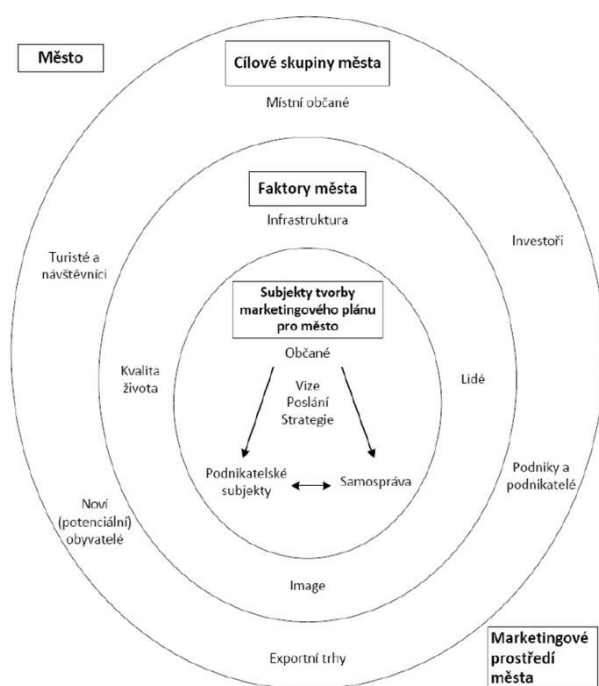 Město
Cílové skupiny města
Místní občané
Faktory města
Infrastruktura
Turisté a
návštěvníci
Investoři
Subjekty tvorby
marketingového plánu
pro město
Občané
Kvalita
života
Vize
Poslání
Strategie
Lidé
Podnikatelské
subjekty
Samospráva
Podniky a
podnikatelé
Noví
(potenciální)
obyvatelé
Image
Exportní trhy
Marketingové
prostředí
města